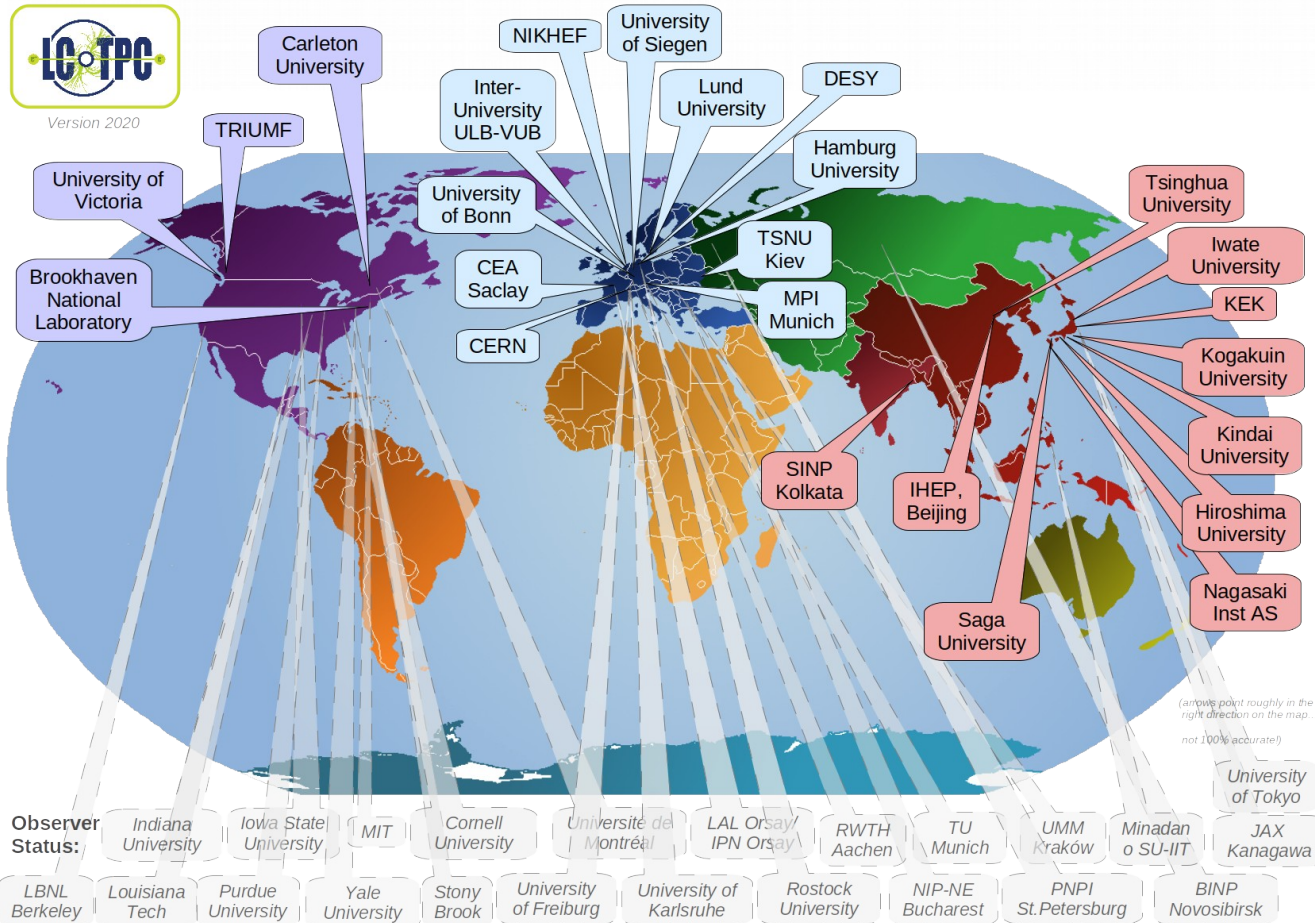 LCTPC
Version 2020
Carleton
University
TRIUMF
University of
Victoria
Brookhaven
National
Laboratory
NIKHEF
University
of Siegen
Inter-
University
ULB-VUB
Lund
University
DESY
Hamburg
University
University
of Bonn
TSNU
Kiev
CEA
Saclay
MPI
Munich
CERN
Tsinghua
University
Iwate
University
KEK
Kogakuin
University
Kindai
University
SINP
Kolkata
IHEP,
Beijing
Hiroshima
University
Nagasaki
Inst AS
Saga
University
(arrows point roughly in the
right direction on the map...
not 100% accurate!)
Observer
Status:
Indiana
University
Iowa State
University
MIT
Cornell
University
Université de
Montréal
LAL Orsay/
IPN Orsay
RWTH
Aachen
TU
Munich
UMM
Kraków
Minadan
o SU-IIT
University
of Tokyo
JAX
Kanagawa
LBNL
Berkeley
Louisiana
Tech
Purdue
University
Yale
University
Stony
Brook
University
of Freiburg
University of
Karlsruhe
Rostock
University
NIP-NE
Bucharest
PNPI
St.Petersburg
BINP
Novosibirsk